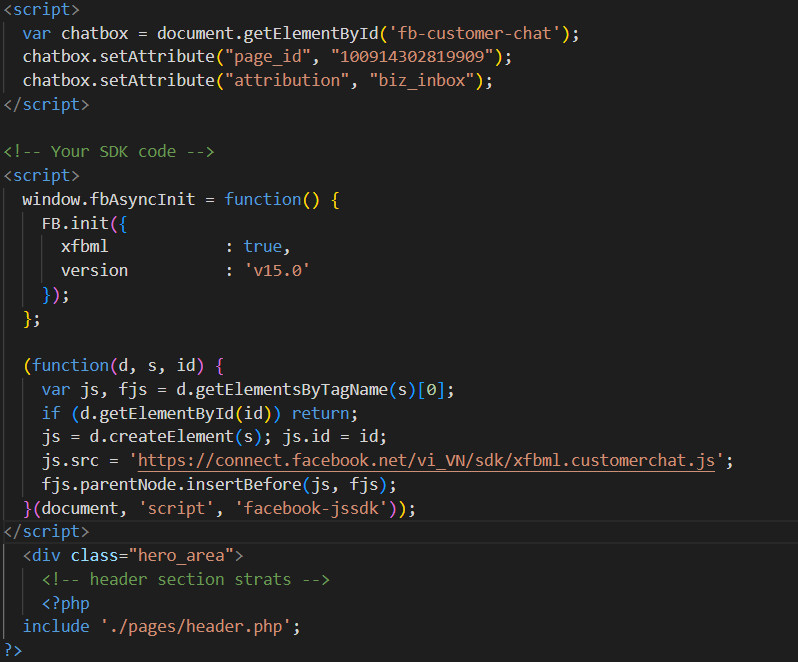 <script>
var chatbox = document.getElementById('fb-customer-chat');
chatbox.setAttribute("page_id", "100914302819909");
chatbox.setAttribute("attribution", "biz_inbox");
</script>
<!-- Your SDK code -->
<script>
window.fbAsyncInit = function() {
FB.init({
xfbml : true,
version : 'v15.0'
});
};
(function(d, s, id) {
var js, fjs = d.getElementsByTagName(s)[0];
if (d.getElementById(id)) return;
js = d.createElement(s); js.id = id;
js.src = 'https://connect.facebook.net/vi_VN/sdk/xfbml.customerchat.js';
fjs.parentNode.insertBefore(js, fjs);
}(document, 'script', 'facebook-jssdk'));
</script>
<div class="hero_area">
<!-- header section strats -->
<?php
include './pages/header.php';
?>